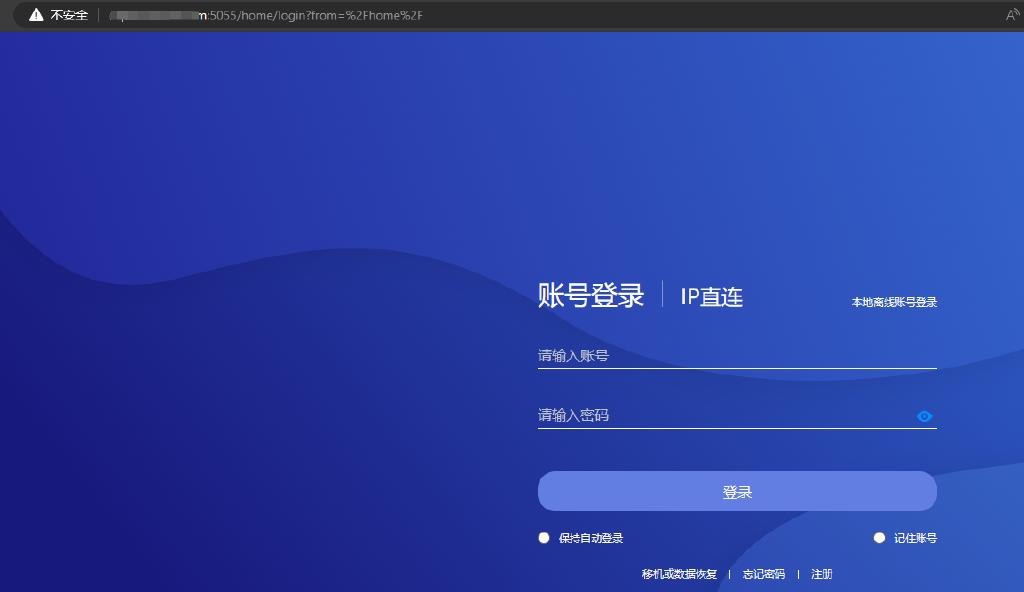 不安全 m:5055/home/login?from=%2Fhome%2F
账号登录 IP直连 本地离线账号登录
请输入账号
请输入密码
登录
保持自动登录 记住账号
移机或数据恢复 | 忘记密码 | 注册